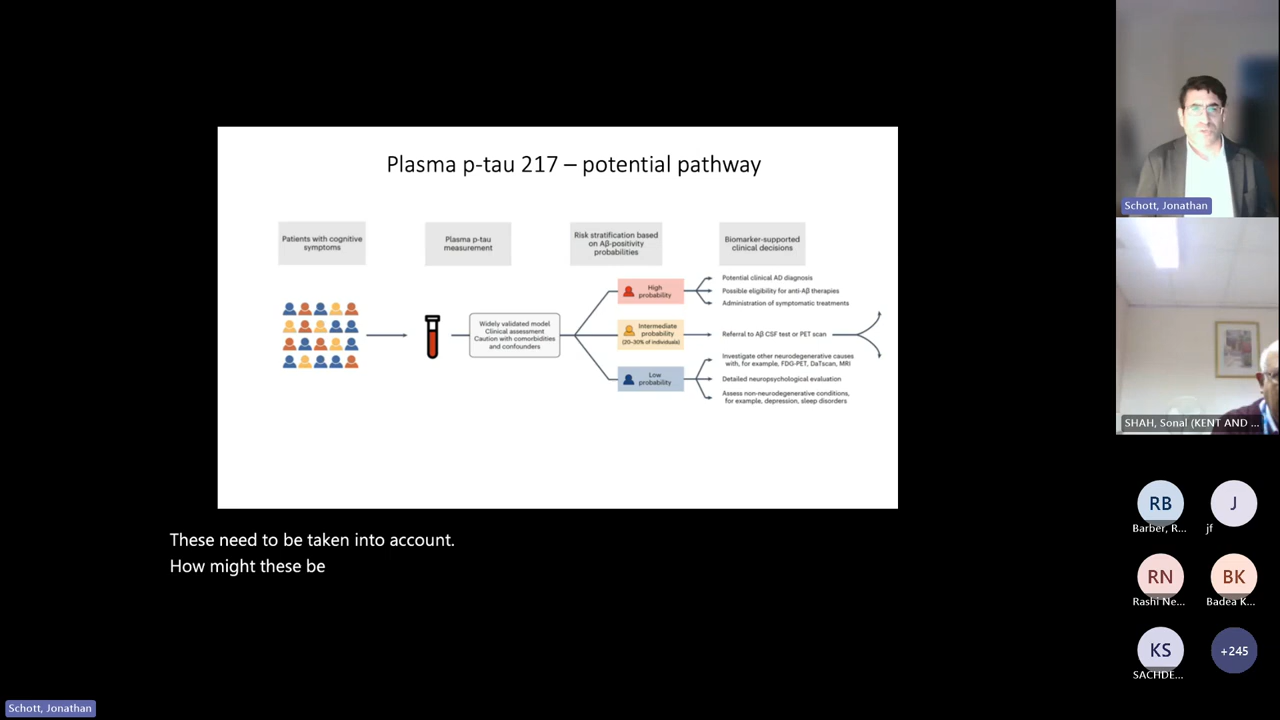 Plasma p-tau 217 – potential pathway
Patients with cognitive
symptoms
Plasma p-tau
measurement
Risk stratification based
on Aβ-positivity
probabilities
Biomarker-supported
clinical decisions
Widely validated model
Clinical assessment
Caution with comorbidities
and confounders
High
probability
Potential clinical AD diagnosis
Possible eligibility for anti-Aβ therapies
Administration of symptomatic treatments
Intermediate
probability
(20–30% of individuals)
Referral to Aβ CSF test or PET scan
Low
probability
Investigate other neurodegenerative causes
with, for example, FDG-PET, DaTscan, MRI
Detailed neuropsychological evaluation
Assess non-neurodegenerative conditions,
for example, depression, sleep disorders
These need to be taken into account.
How might these be
Schott, Jonathan
Schott, Jonathan
SHAH, Sonal (KENT AND ...
RB
Barber, R...
J
jf
RN
Rashi Ne...
BK
Badea K...
KS
SACHDE...
+245